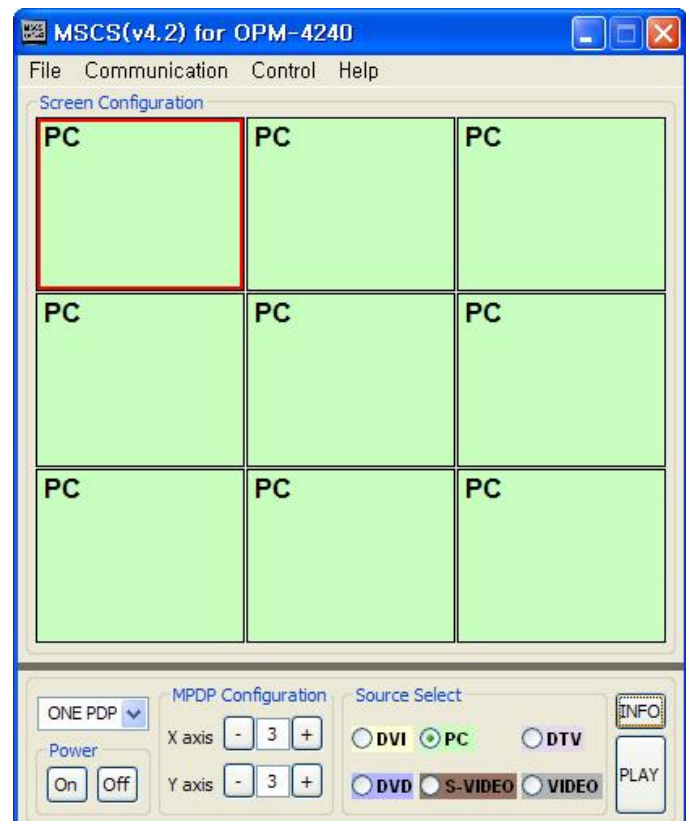 MSCS(v4.2) for OPM-4240
File Communication Control Help
Screen Configuration
PC PC PC
PC PC PC
PC PC PC
ONE PDP
MPDP Configuration
Source Select
INFO
X axis - 3 +
DVI PC DTV
Power
On Off
Y axis - 3 +
DVD S-VIDEO VIDEO
PLAY